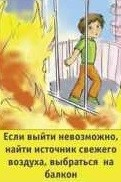 Если выйти невозможно,
найти источник свежего
воздуха, выбраться  на
балкон